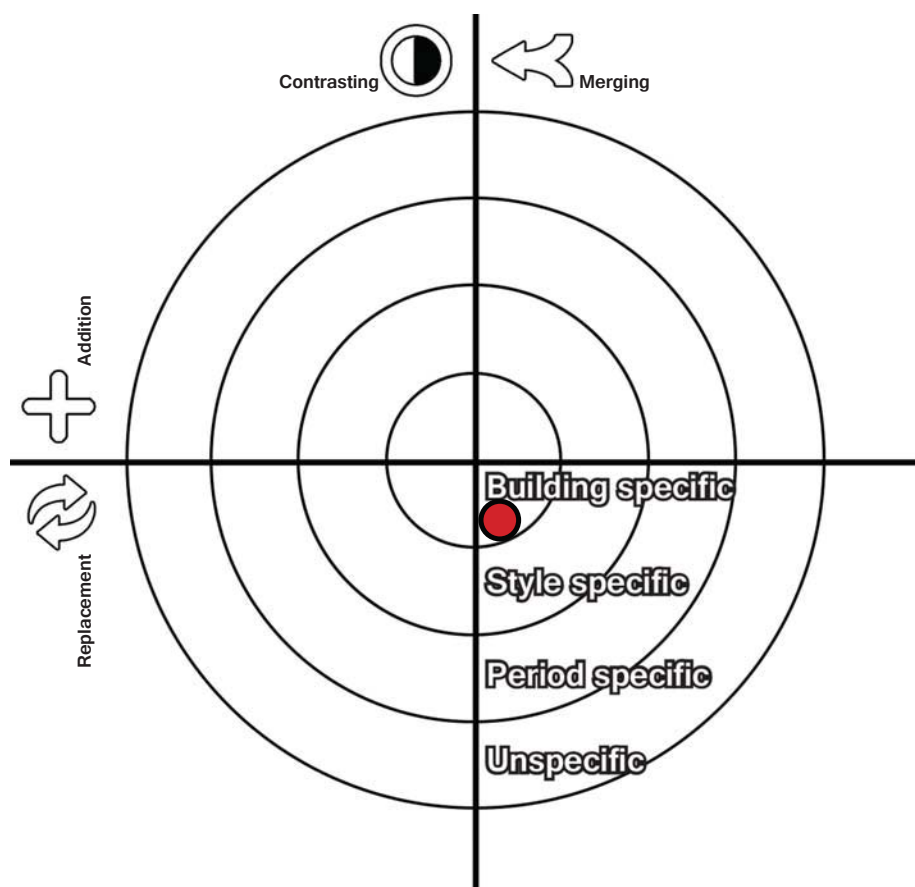 Contrasting
Merging
Addition
Replacement
Building specific
Style specific
Period specific
Unspecific